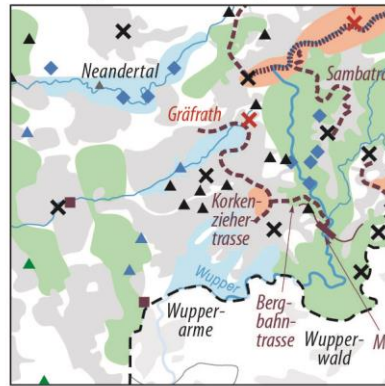 Neandertal
Sambatr
Gräfrath
Korken-
zieher-
trasse
Wupper
Wupper-
arme
Berg-
bahn-
trasse
Wupper-
wald
M